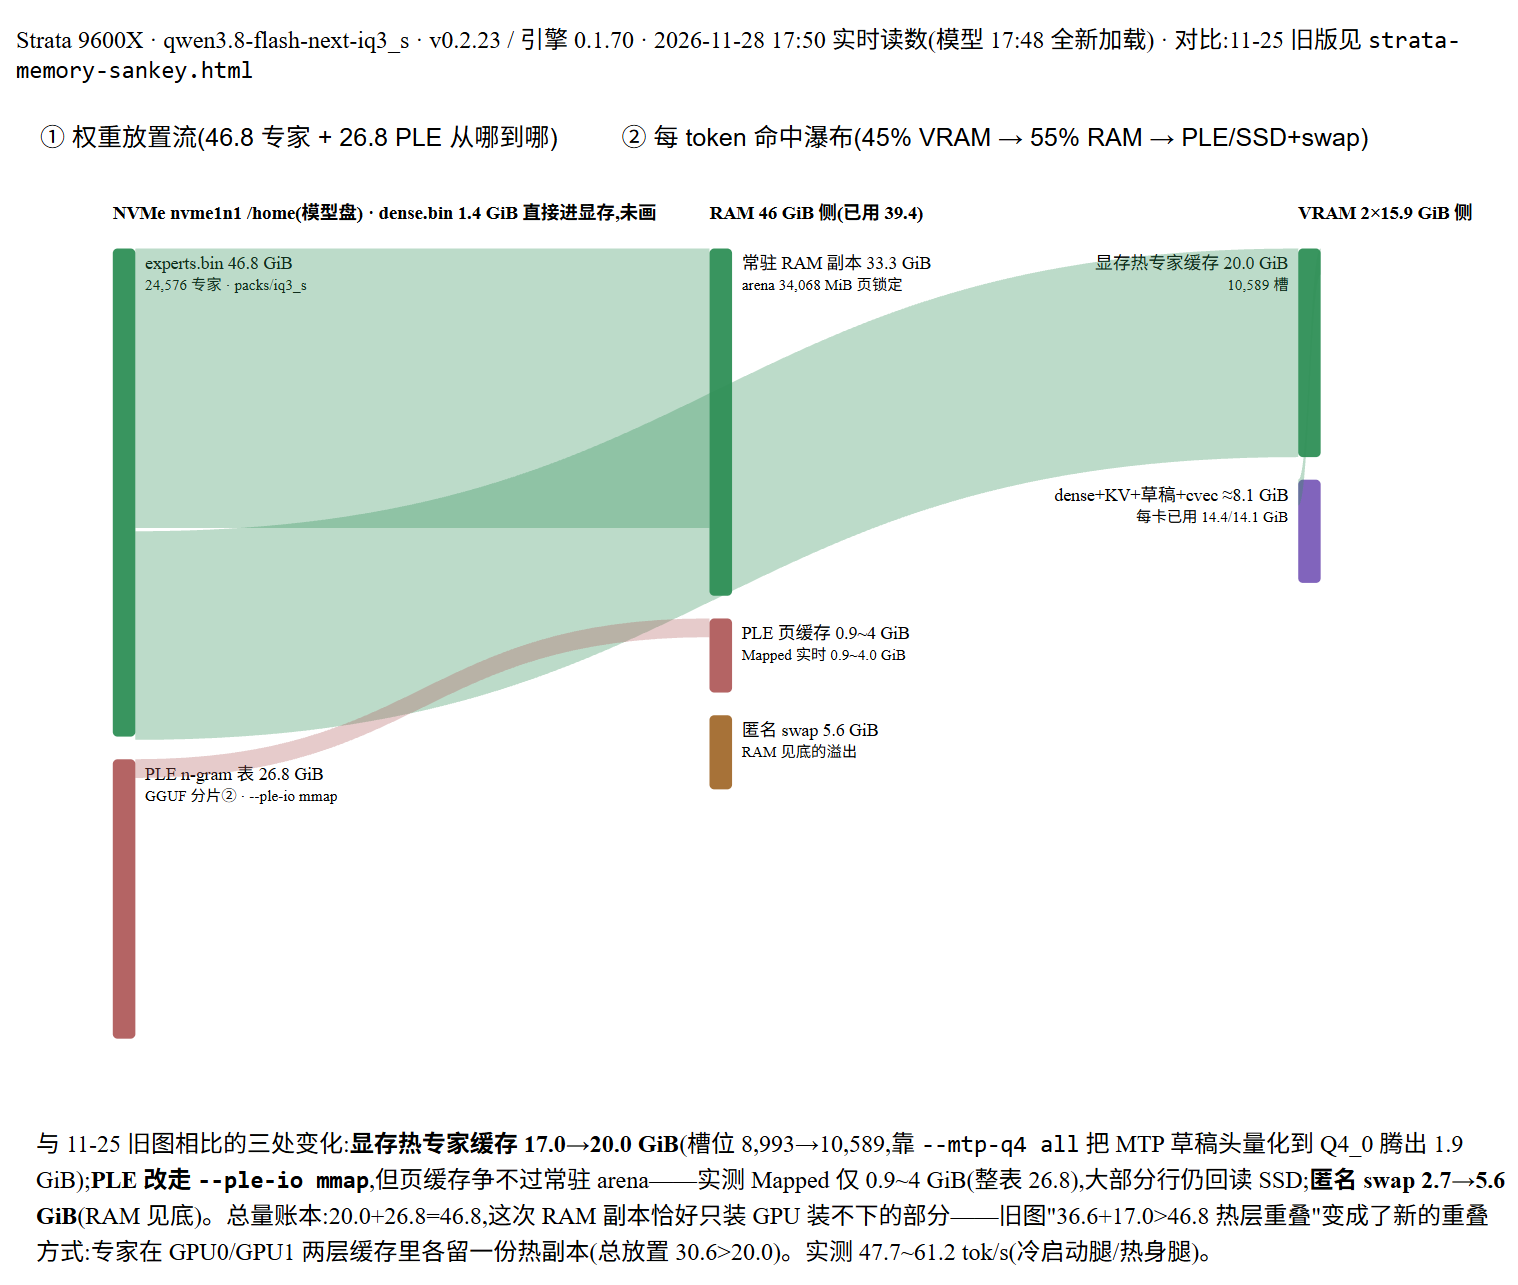 Strata 9600X · qwen3.8-flash-next-iq3_s · v0.2.23 / 引擎 0.1.70 · 2026-11-28 17:50 实时读数(模型 17:48 全新加载) · 对比:11-25 旧版见 strata-
memory-sankey.html
① 权重放置流(46.8 专家 + 26.8 PLE 从哪到哪)
② 每 token 命中瀑布(45% VRAM → 55% RAM → PLE/SSD+swap)
NVMe nvme1n1 /home(模型盘) · dense.bin 1.4 GiB 直接进显存,未画
RAM 46 GiB 侧(已用 39.4)
VRAM 2×15.9 GiB 侧
experts.bin 46.8 GiB
24,576 专家 · packs/iq3_s
常驻 RAM 副本 33.3 GiB
arena 34,068 MiB 页锁定
显存热专家缓存 20.0 GiB
10,589 槽
dense+KV+草稿+cvec ≈8.1 GiB
每卡已用 14.4/14.1 GiB
PLE 页缓存 0.9~4 GiB
Mapped 实时 0.9~4.0 GiB
匿名 swap 5.6 GiB
RAM 见底的溢出
PLE n-gram 表 26.8 GiB
GGUF 分片② · --ple-io mmap
与 11-25 旧图相比的三处变化:显存热专家缓存 17.0→20.0 GiB(槽位 8,993→10,589,靠 --mtp-q4 all 把 MTP 草稿头量化到 Q4_0 腾出 1.9
GiB);PLE 改走 --ple-io mmap,但页缓存争不过常驻 arena——实测 Mapped 仅 0.9~4 GiB(整表 26.8),大部分行仍回读 SSD;匿名 swap 2.7→5.6
GiB(RAM 见底)。总量账本:20.0+26.8=46.8,这次 RAM 副本恰好只装 GPU 装不下的部分——旧图"36.6+17.0>46.8 热层重叠"变成了新的重叠
方式:专家在 GPU0/GPU1 两层缓存里各留一份热副本(总放置 30.6>20.0)。实测 47.7~61.2 tok/s(冷启动腿/热身腿)。